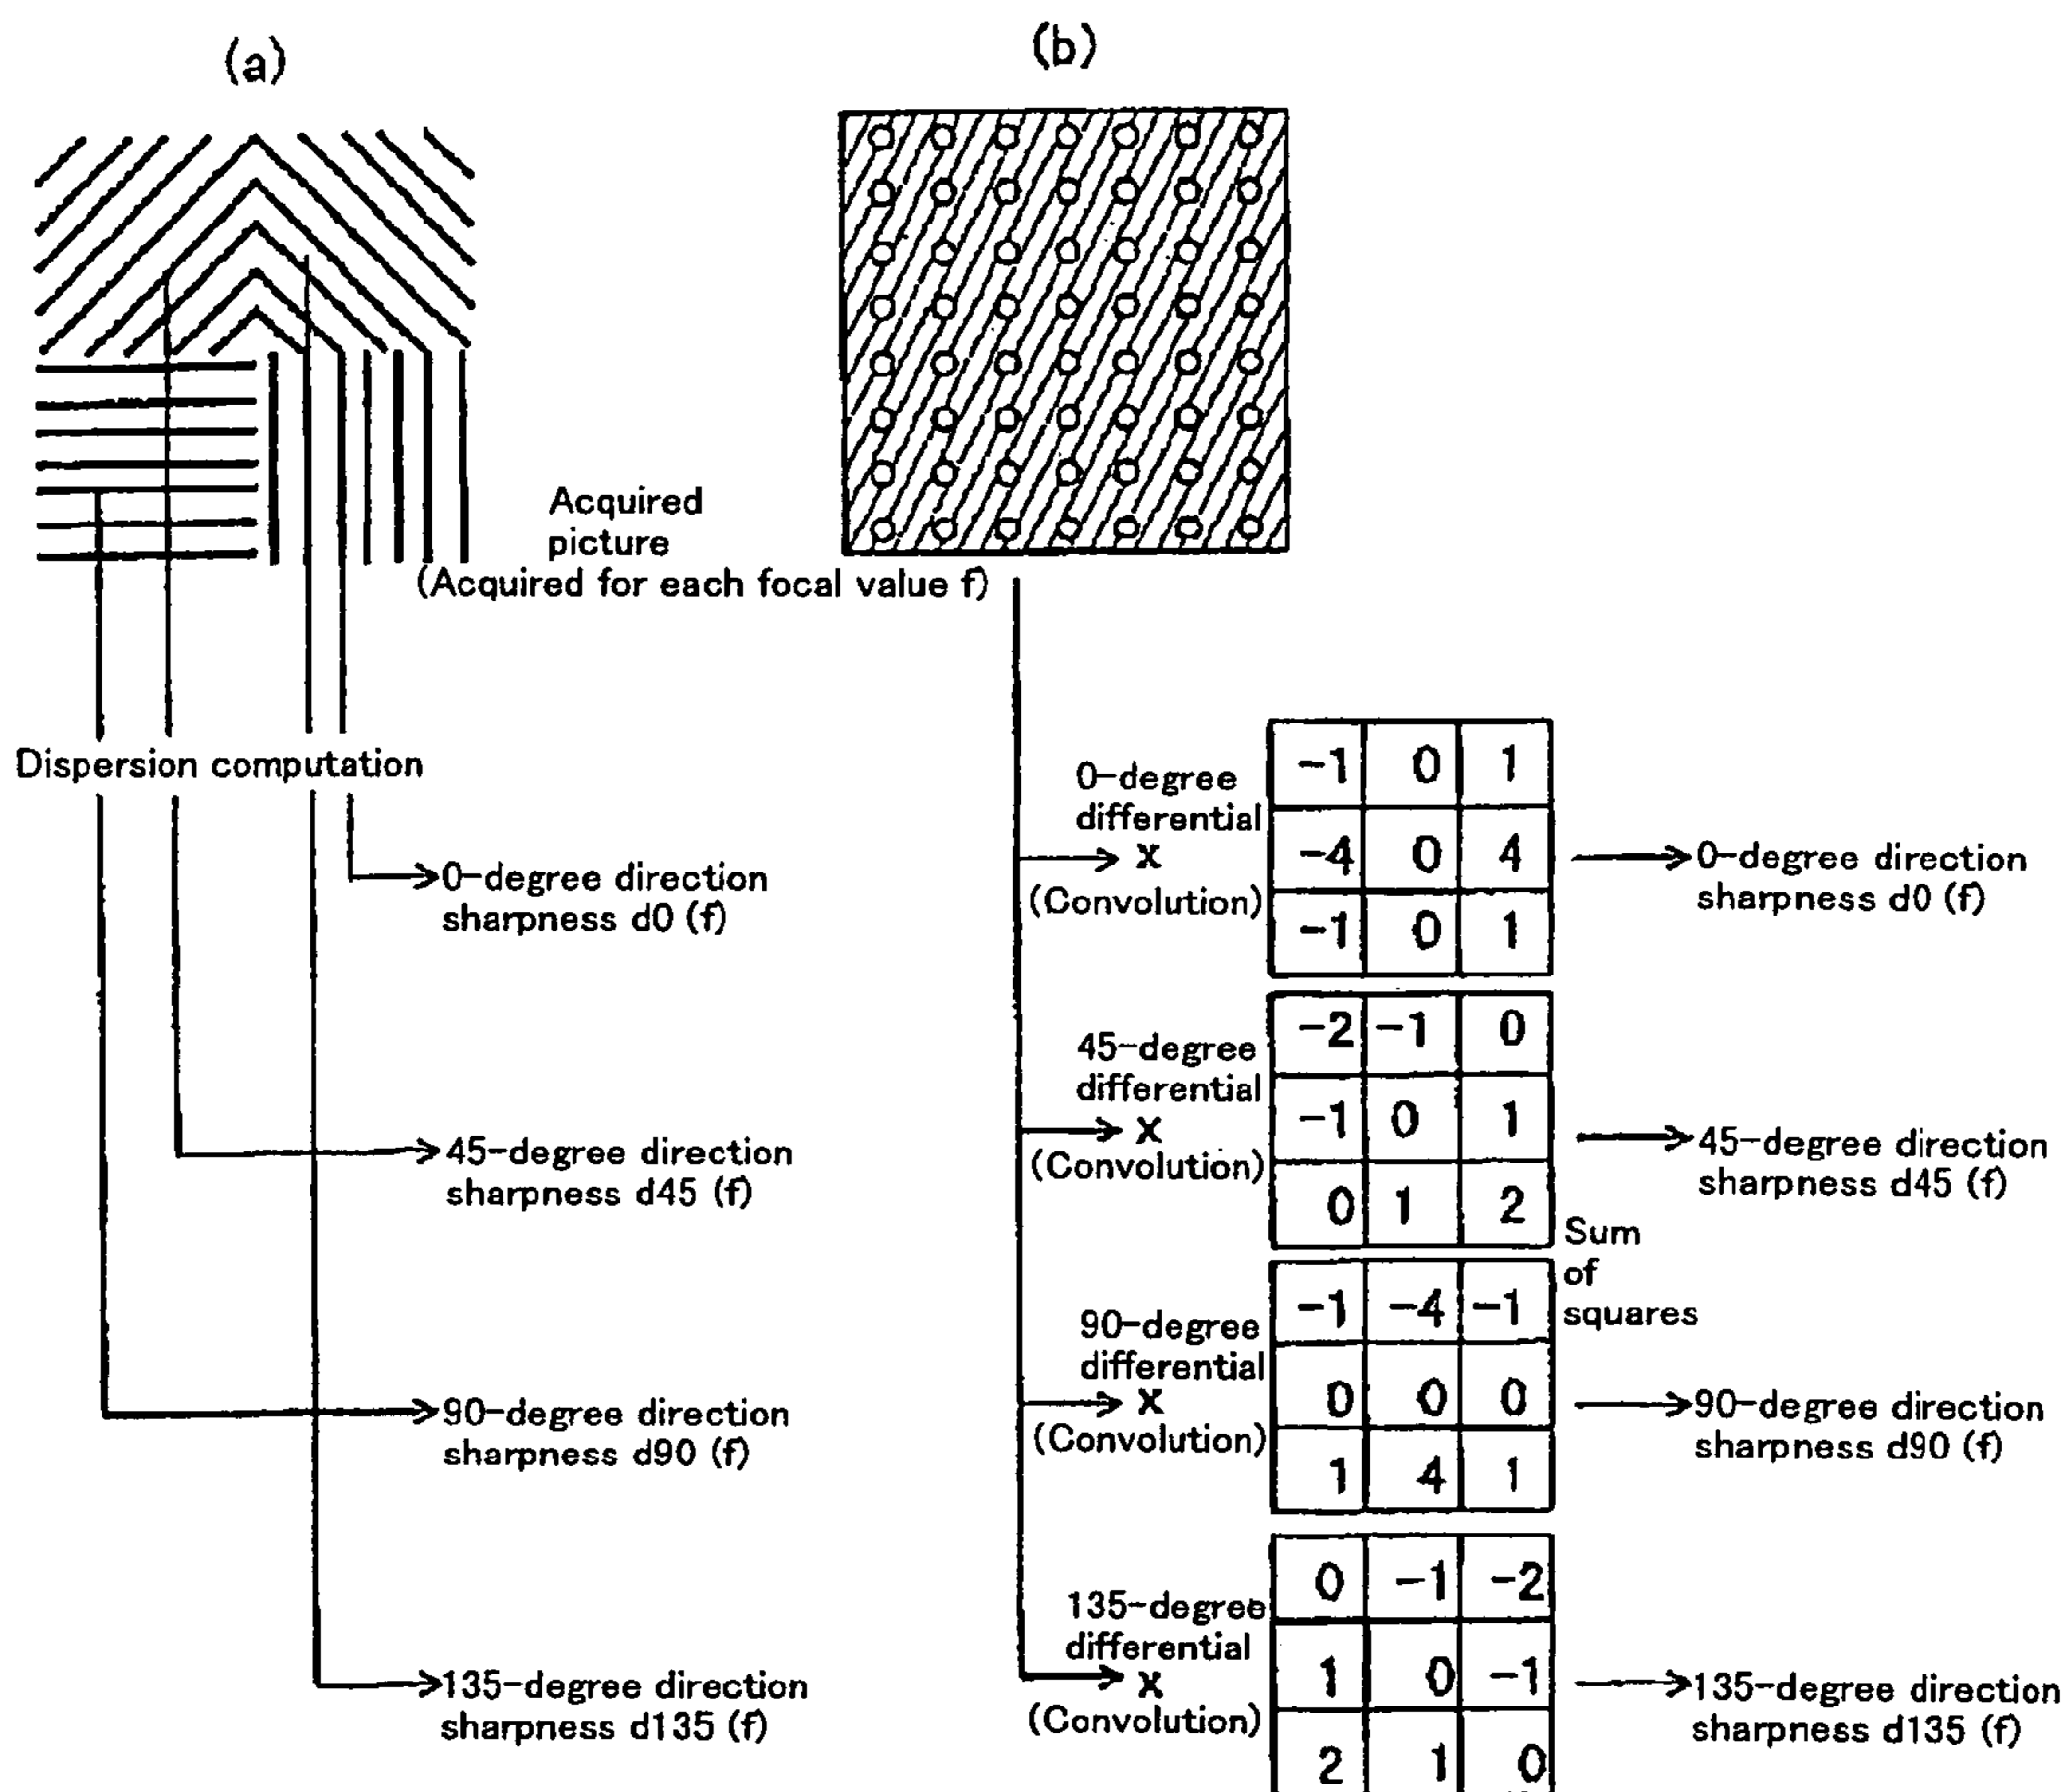 (a)
(b)
Acquired
picture
(Acquired for each focal value f)
Dispersion computation
0-degree direction
sharpness d0 (f)
45-degree direction
sharpness d45 (f)
90-degree direction
sharpness d90 (f)
135-degree direction
sharpness d135 (f)
0-degree
differential
X
(Convolution)
-1 0 1
-4 0 4
-1 0 1
0-degree direction
sharpness d0 (f)
45-degree
differential
X
(Convolution)
-2 -1 0
-1 0 1
0 1 2
45-degree direction
sharpness d45 (f)
Sum
of
squares
90-degree
differential
X
(Convolution)
-1 -4 -1
0 0 0
1 4 1
90-degree direction
sharpness d90 (f)
135-degree
differential
X
(Convolution)
0 -1 -2
1 0 -1
2 1 0
135-degree direction
sharpness d135 (f)